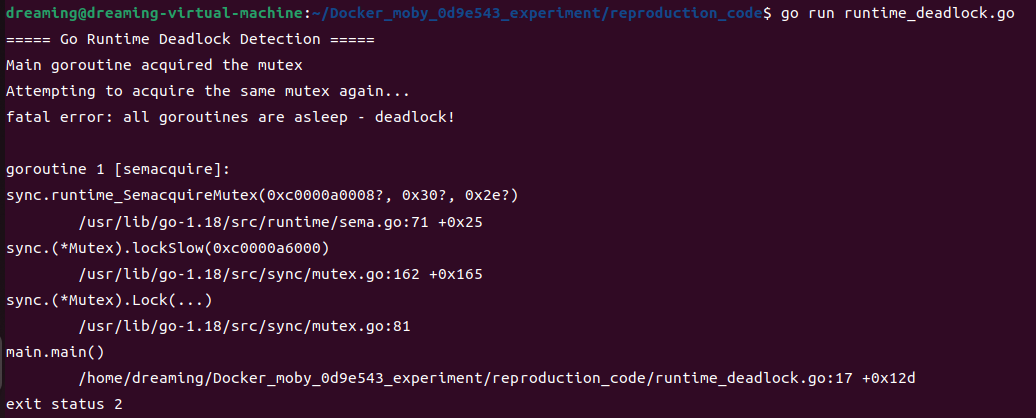 dreaming@dreaming-virtual-machine:~/Docker_moby_0d9e543_experiment/reproduction_code$ go run runtime_deadlock.go
===== Go Runtime Deadlock Detection =====
Main goroutine acquired the mutex
Attempting to acquire the same mutex again...
fatal error: all goroutines are asleep - deadlock!

goroutine 1 [semacquire]:
sync.runtime_SemacquireMutex(0xc0000a0008?, 0x30?, 0x2e?)
        /usr/lib/go-1.18/src/runtime/sema.go:71 +0x25
sync.(*Mutex).lockSlow(0xc0000a6000)
        /usr/lib/go-1.18/src/sync/mutex.go:162 +0x165
sync.(*Mutex).Lock(...)
        /usr/lib/go-1.18/src/sync/mutex.go:81
main.main()
        /home/dreaming/Docker_moby_0d9e543_experiment/reproduction_code/runtime_deadlock.go:17 +0x12d
exit status 2